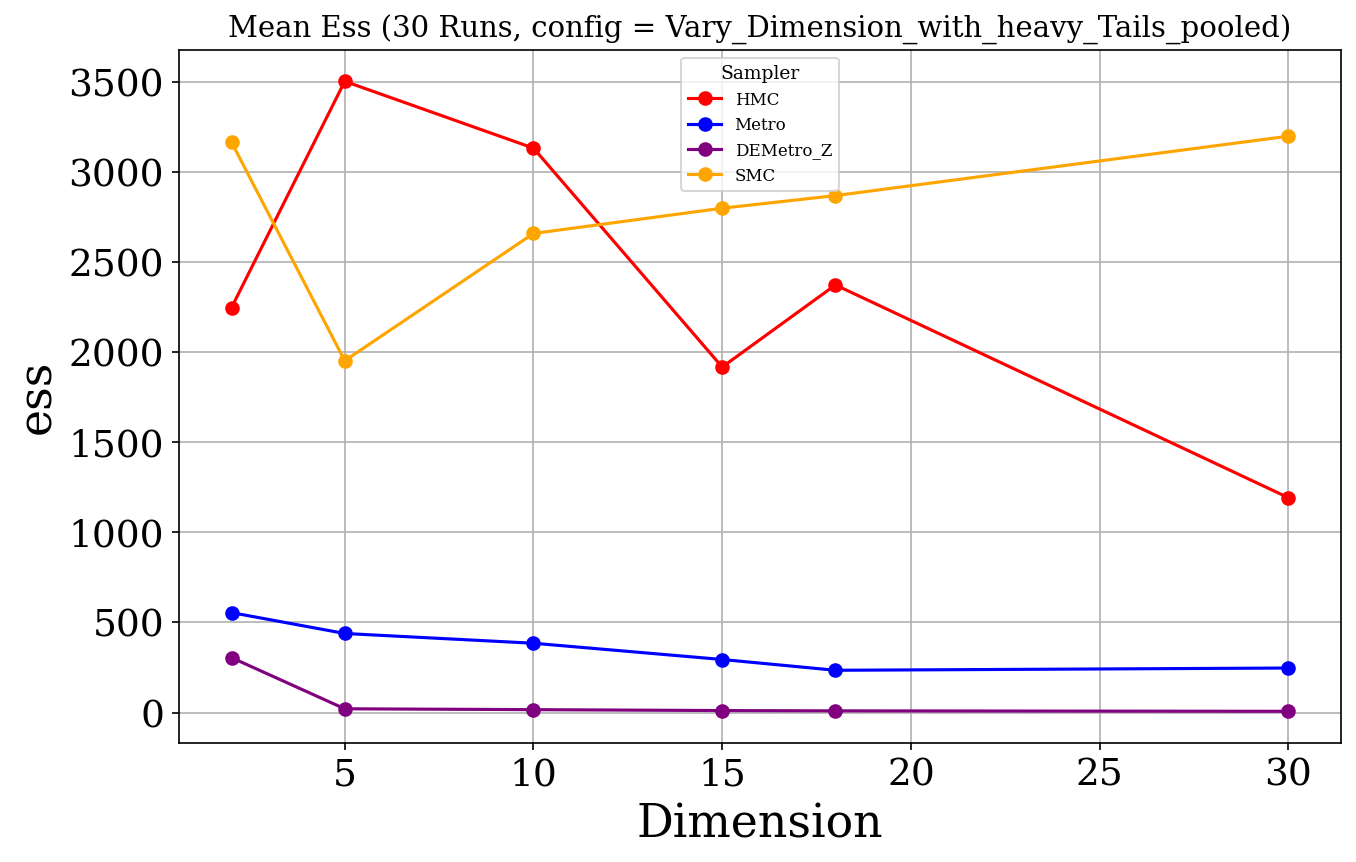 Mean Ess (30 Runs, config = Vary_Dimension_with_heavy_Tails_pooled)
Sampler
HMC
Metro
DEMetro_Z
SMC
ess
3500
3000
2500
2000
1500
1000
500
0
5 10 15 20 25 30
Dimension